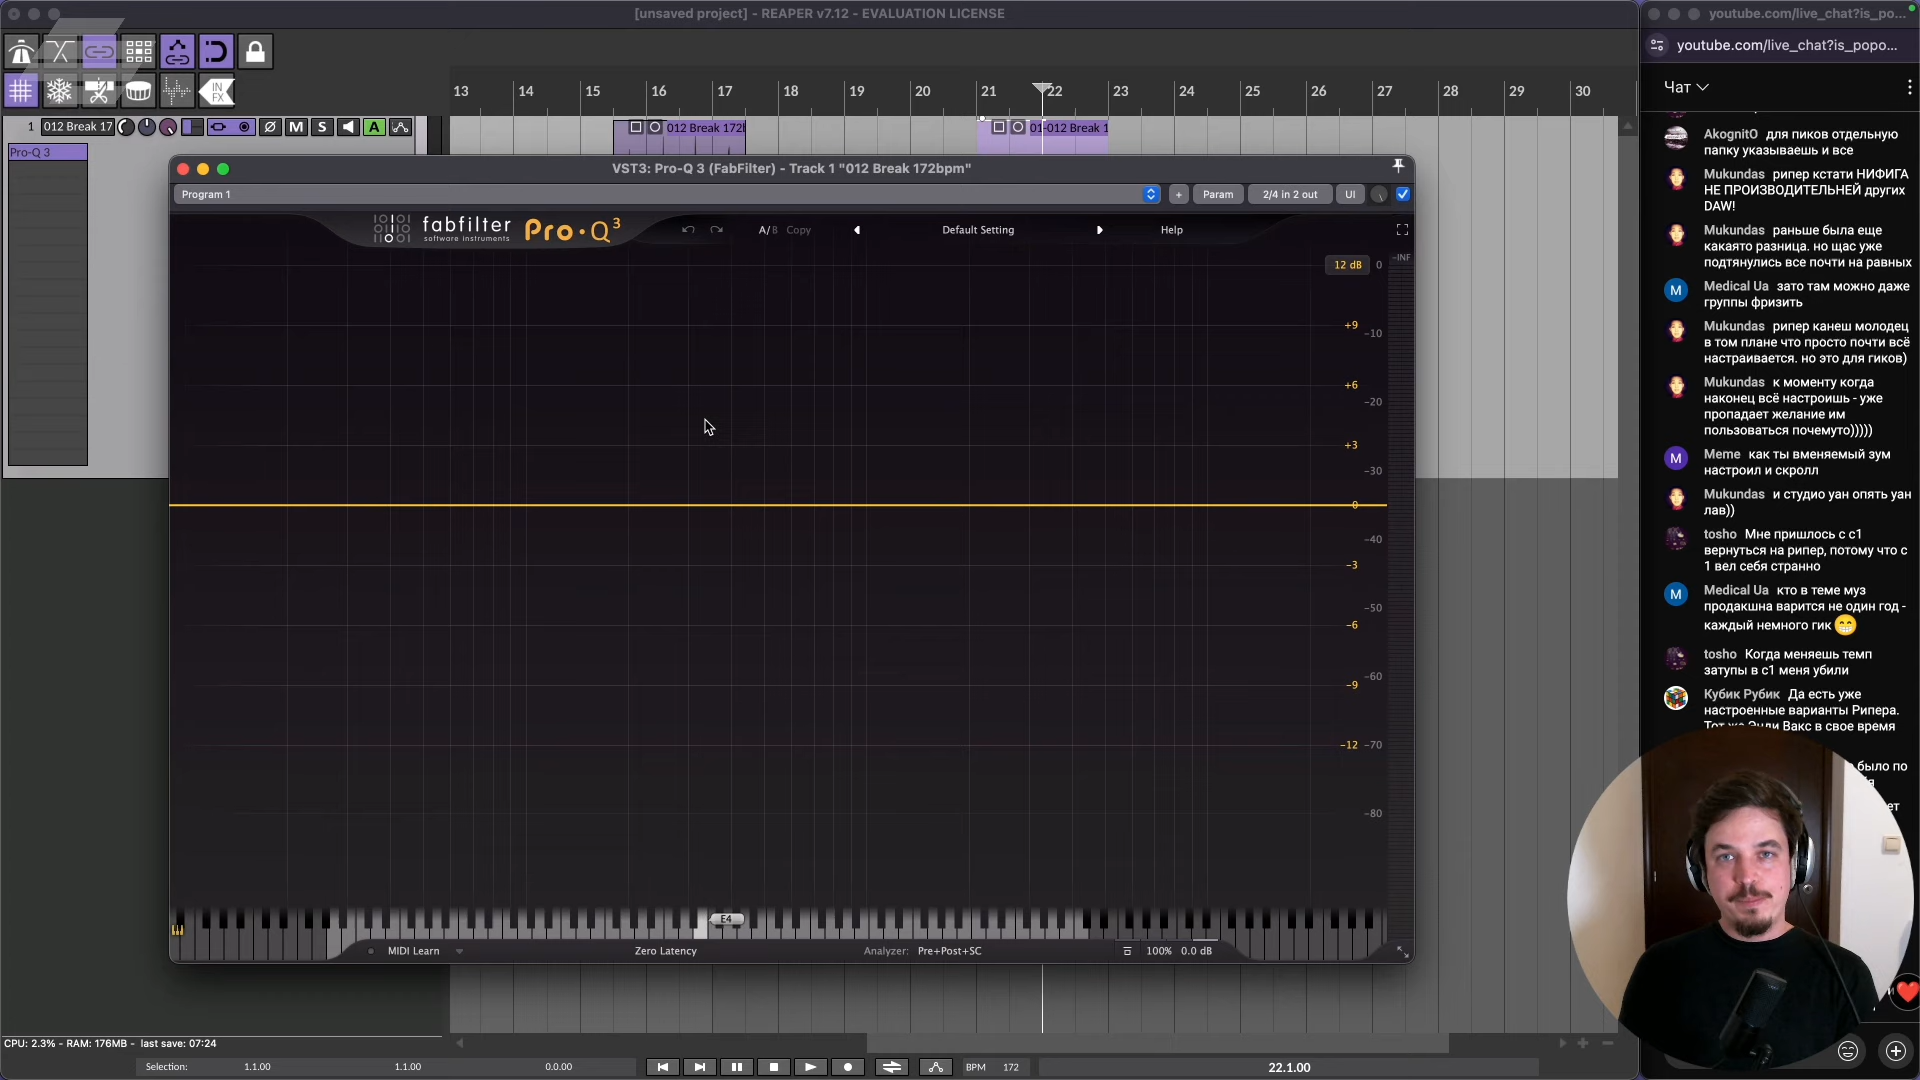 [unsaved project] - REAPER v7.12 - EVALUATION LICENSE
youtube.com/live_chat?is_po...
youtube.com/live_chat?is_popo...
IN
FX
13 14 15 16 17 18 19 20 21 22 23 24 25 26 27 28 29 30
Чат
1 012 Break 17
M S A
012 Break 172b
01-012 Break 1
Pro-Q 3
VST3: Pro-Q 3 (FabFilter) - Track 1 "012 Break 172bpm"
Program 1
+ Param 2/4 in 2 out UI
fabfilter
software instruments
Pro·Q3
A/B Copy
Default Setting
Help
12 dB 0 -INF
+9 -10
+6 -20
+3 -30
0
-40
-3
-50
-6
-60
-9
-12 -70
-80
E4
MIDI Learn
Zero Latency
Analyzer: Pre+Post+SC
100% 0.0 dB
AkognitO для пиков отдельную
папку указываешь и все
Mukundas рипер кстати НИФИГА
НЕ ПРОИЗВОДИТЕЛЬНЕЙ других
DAW!
Mukundas раньше была еще
какаято разница. но щас уже
подтянулись все почти на равных
M Medical Ua зато там можно даже
группы фризить
Mukundas рипер канеш молодец
в том плане что просто почти всё
настраивается. но это для гиков)
Mukundas к моменту когда
наконец всё настроишь - уже
пропадает желание им
пользоваться почемуто)))))
M Meme как ты вменяемый зум
настроил и скролл
Mukundas и студио уан опять уан
лав))
tosho Мне пришлось с с1
вернуться на рипер, потому что с
1 вел себя странно
M Medical Ua кто в теме муз
продакшна варится не один год -
каждый немного гик
tosho Когда меняешь темп
затупы в с1 меня убили
Кубик Рубик Да есть уже
настроенные варианты Рипера.
Тот же Энди Вакс в свое время
было по
CPU: 2.3% - RAM: 176MB - last save: 07:24
Selection: 1.1.00 1.1.00 0.0.00
BPM 172
22.1.00